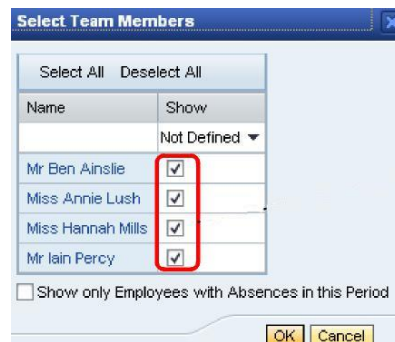 Select Team Members
Select All Deselect All
Name Show
Not Defined
Mr Ben Ainslie
Miss Annie Lush
Miss Hannah Mills
Mr Iain Percy
Show only Employees with Absences in this Period
OK Cancel